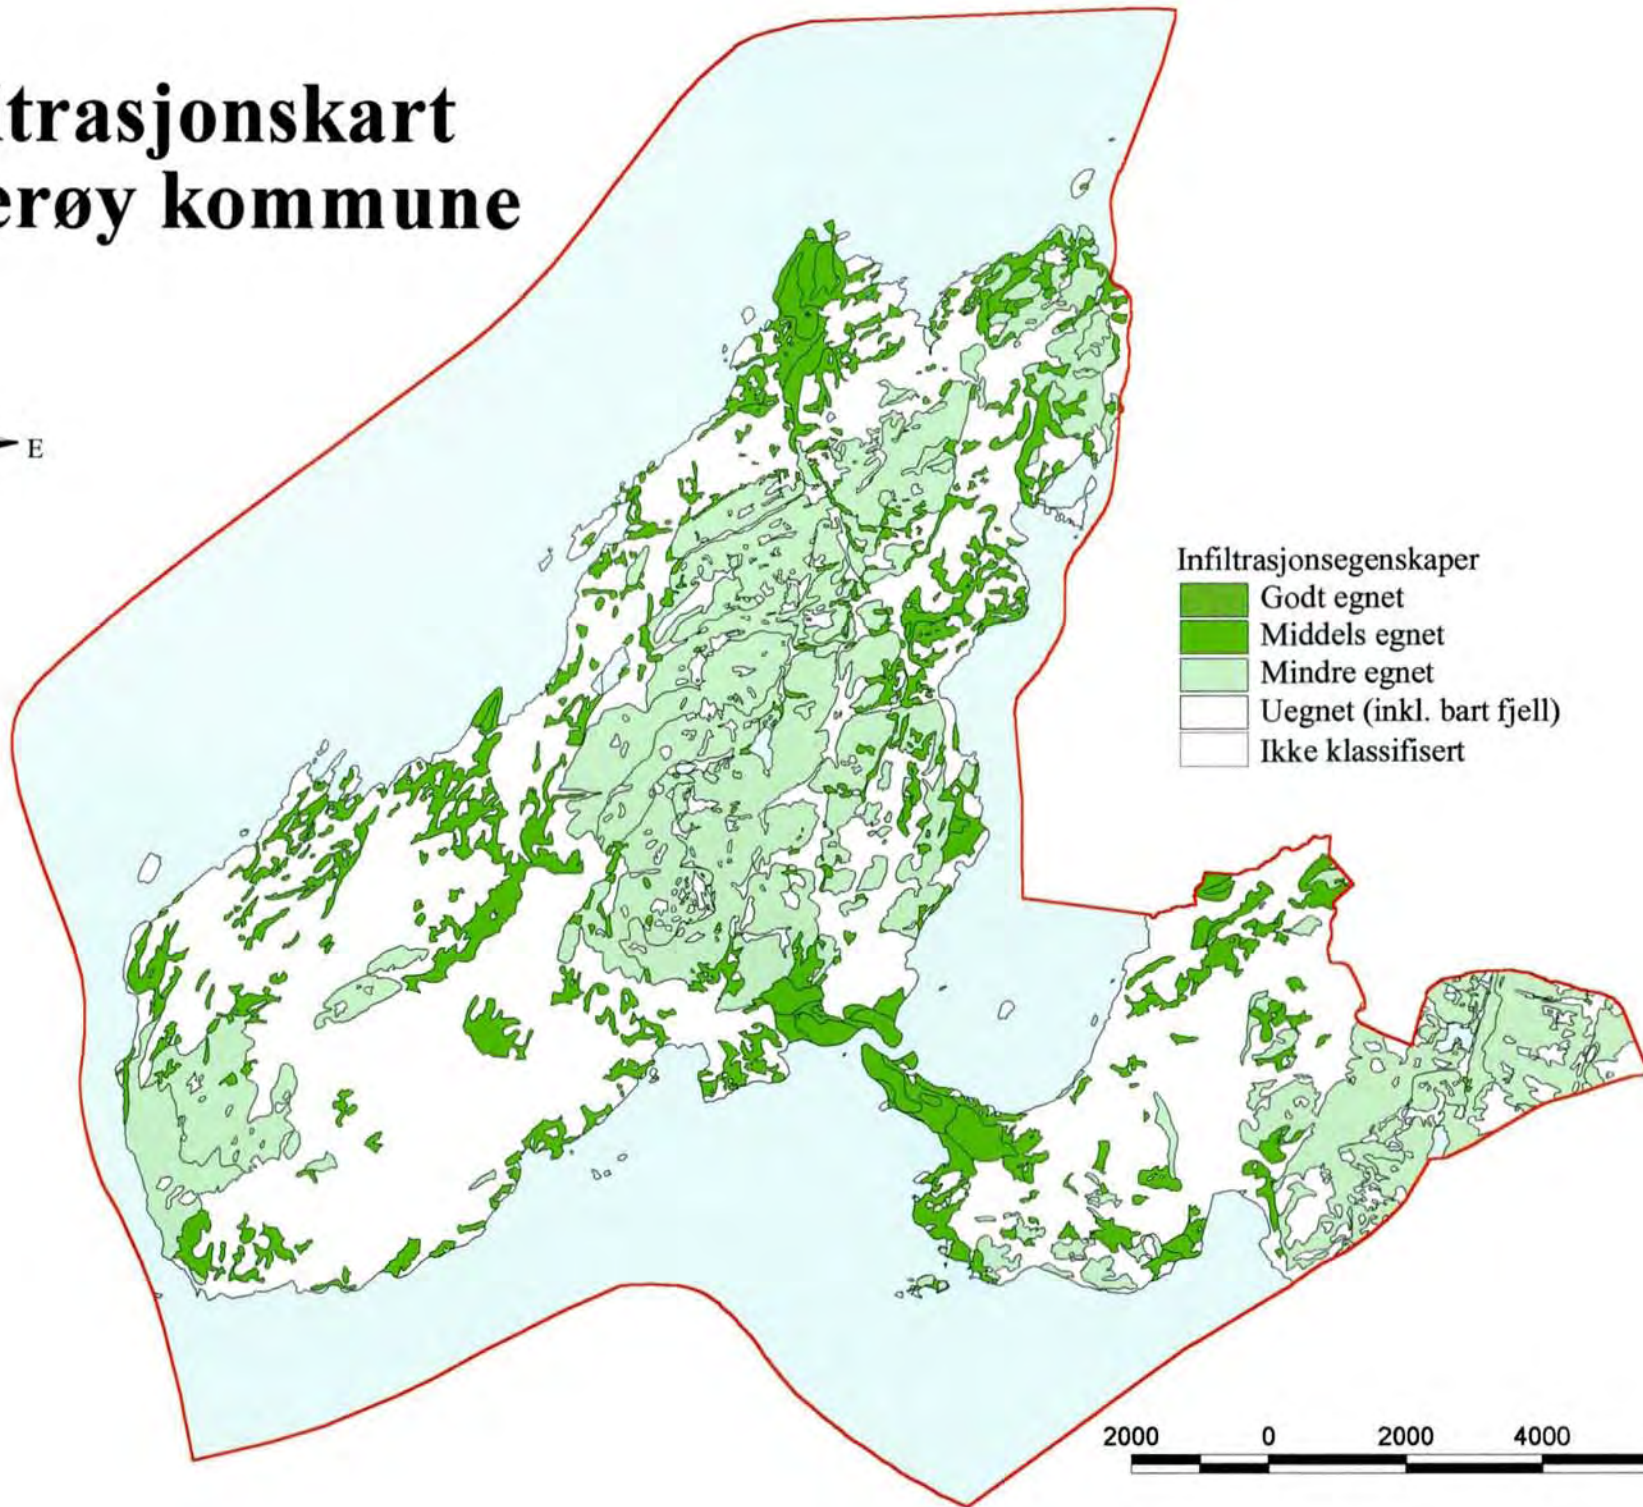 ltrasjonskart
erøy kommune
E
Infiltrasjonsegenskaper
Godt egnet
Middels egnet
Mindre egnet
Uegnet (inkl. bart fjell)
Ikke klassifisert
2000 0 2000 4000